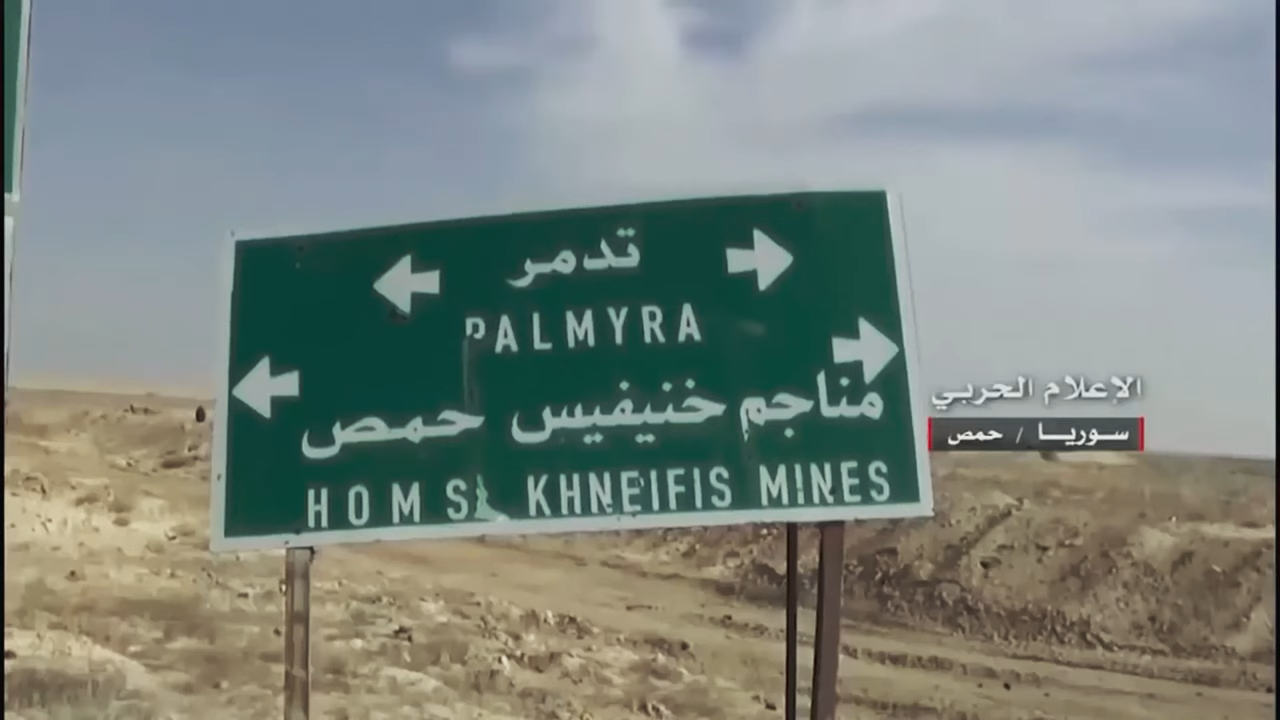 تدمر
PALMYRA
مناجم خنيفيس حمص
HOMS KHNEIFIS MINES
الإعلام الحربي
سوريا / حمص